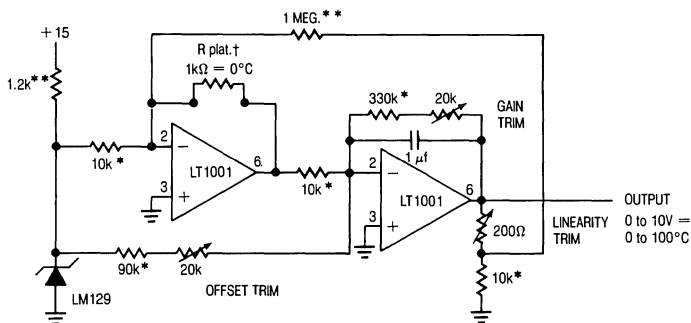 1 MEG.**
+15
R plat.†
1kΩ = 0°C
1.2k**
330k*
20k
GAIN
TRIM
1 µf
10k*
2
6.
LT1001
3
10k*
2
6
LT1001
3
OUTPUT
0 to 10V =
0 to 100°C
LINEARITY
TRIM
200Ω
90k*
20k
OFFSET TRIM
LM129
10k*